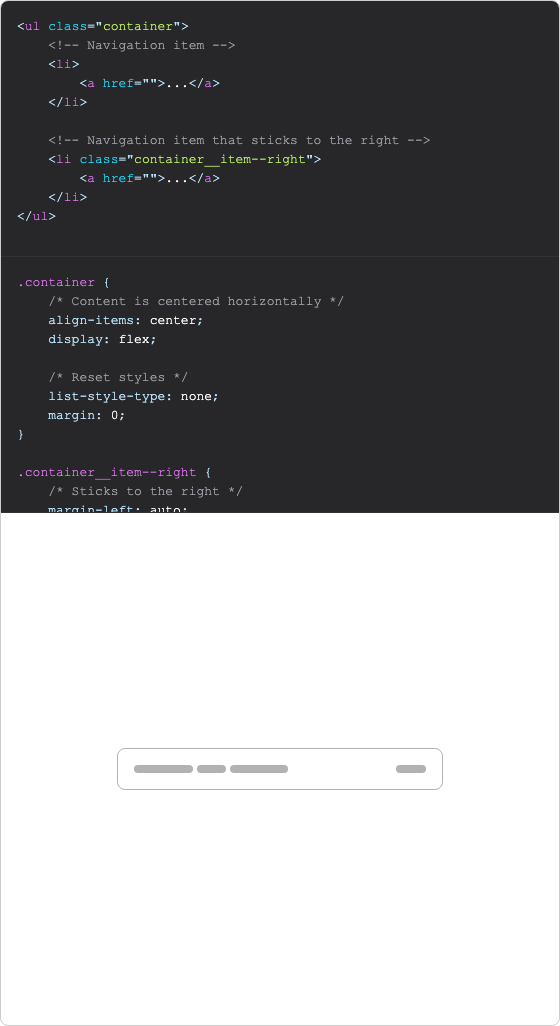 <ul class="container">
    <!-- Navigation item -->
    <li>
        <a href="">...</a>
    </li>

    <!-- Navigation item that sticks to the right -->
    <li class="container__item--right">
        <a href="">...</a>
    </li>
</ul>

.container {
    /* Content is centered horizontally */
    align-items: center;
    display: flex;

    /* Reset styles */
    list-style-type: none;
    margin: 0;
}

.container__item--right {
    /* Sticks to the right */
    margin-left: auto;